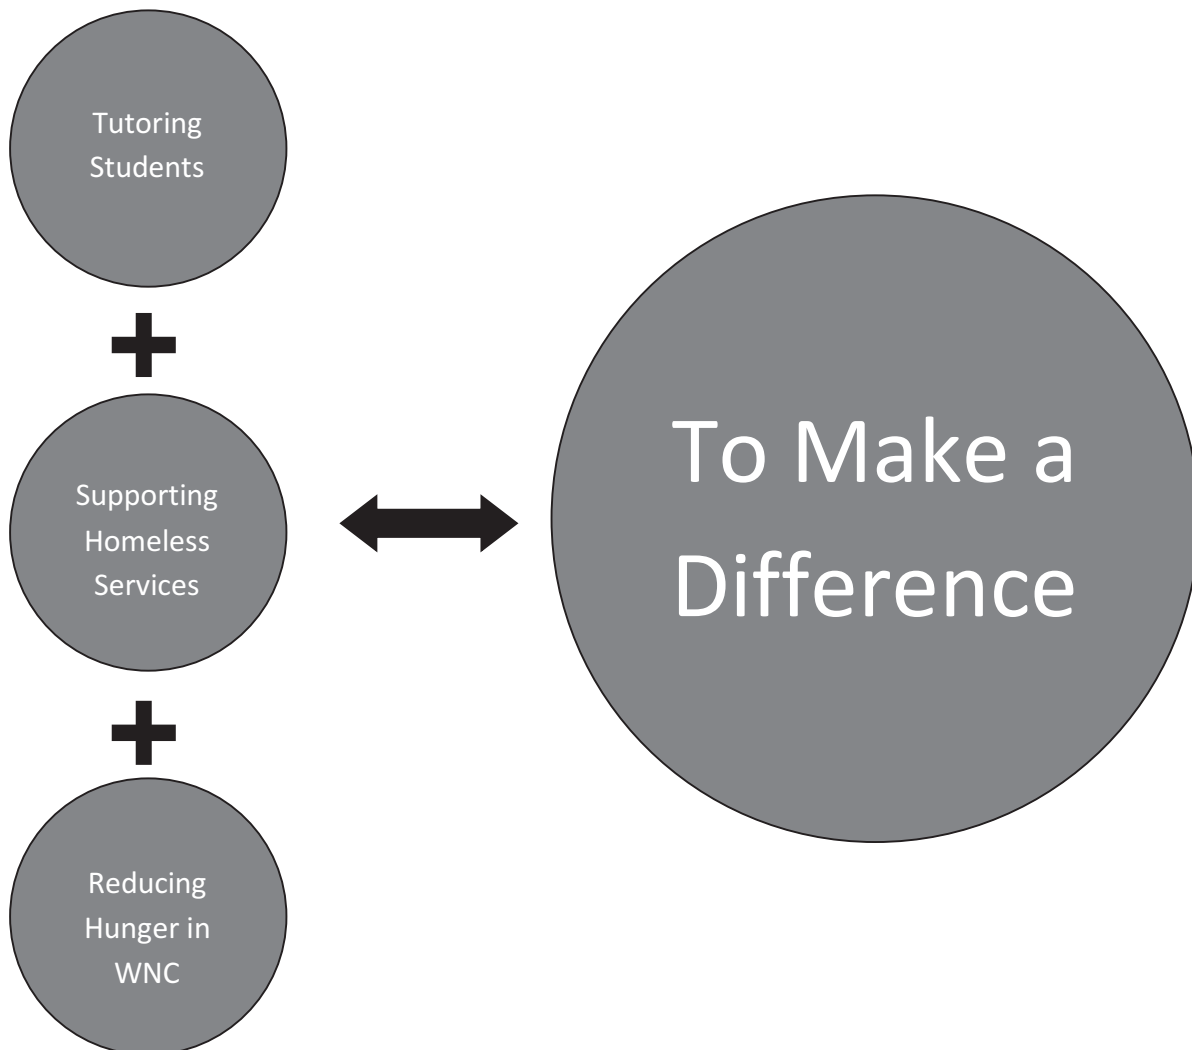 Tutoring
Students
Supporting
Homeless
Services
Reducing
Hunger in
WNC
To Make a
Difference